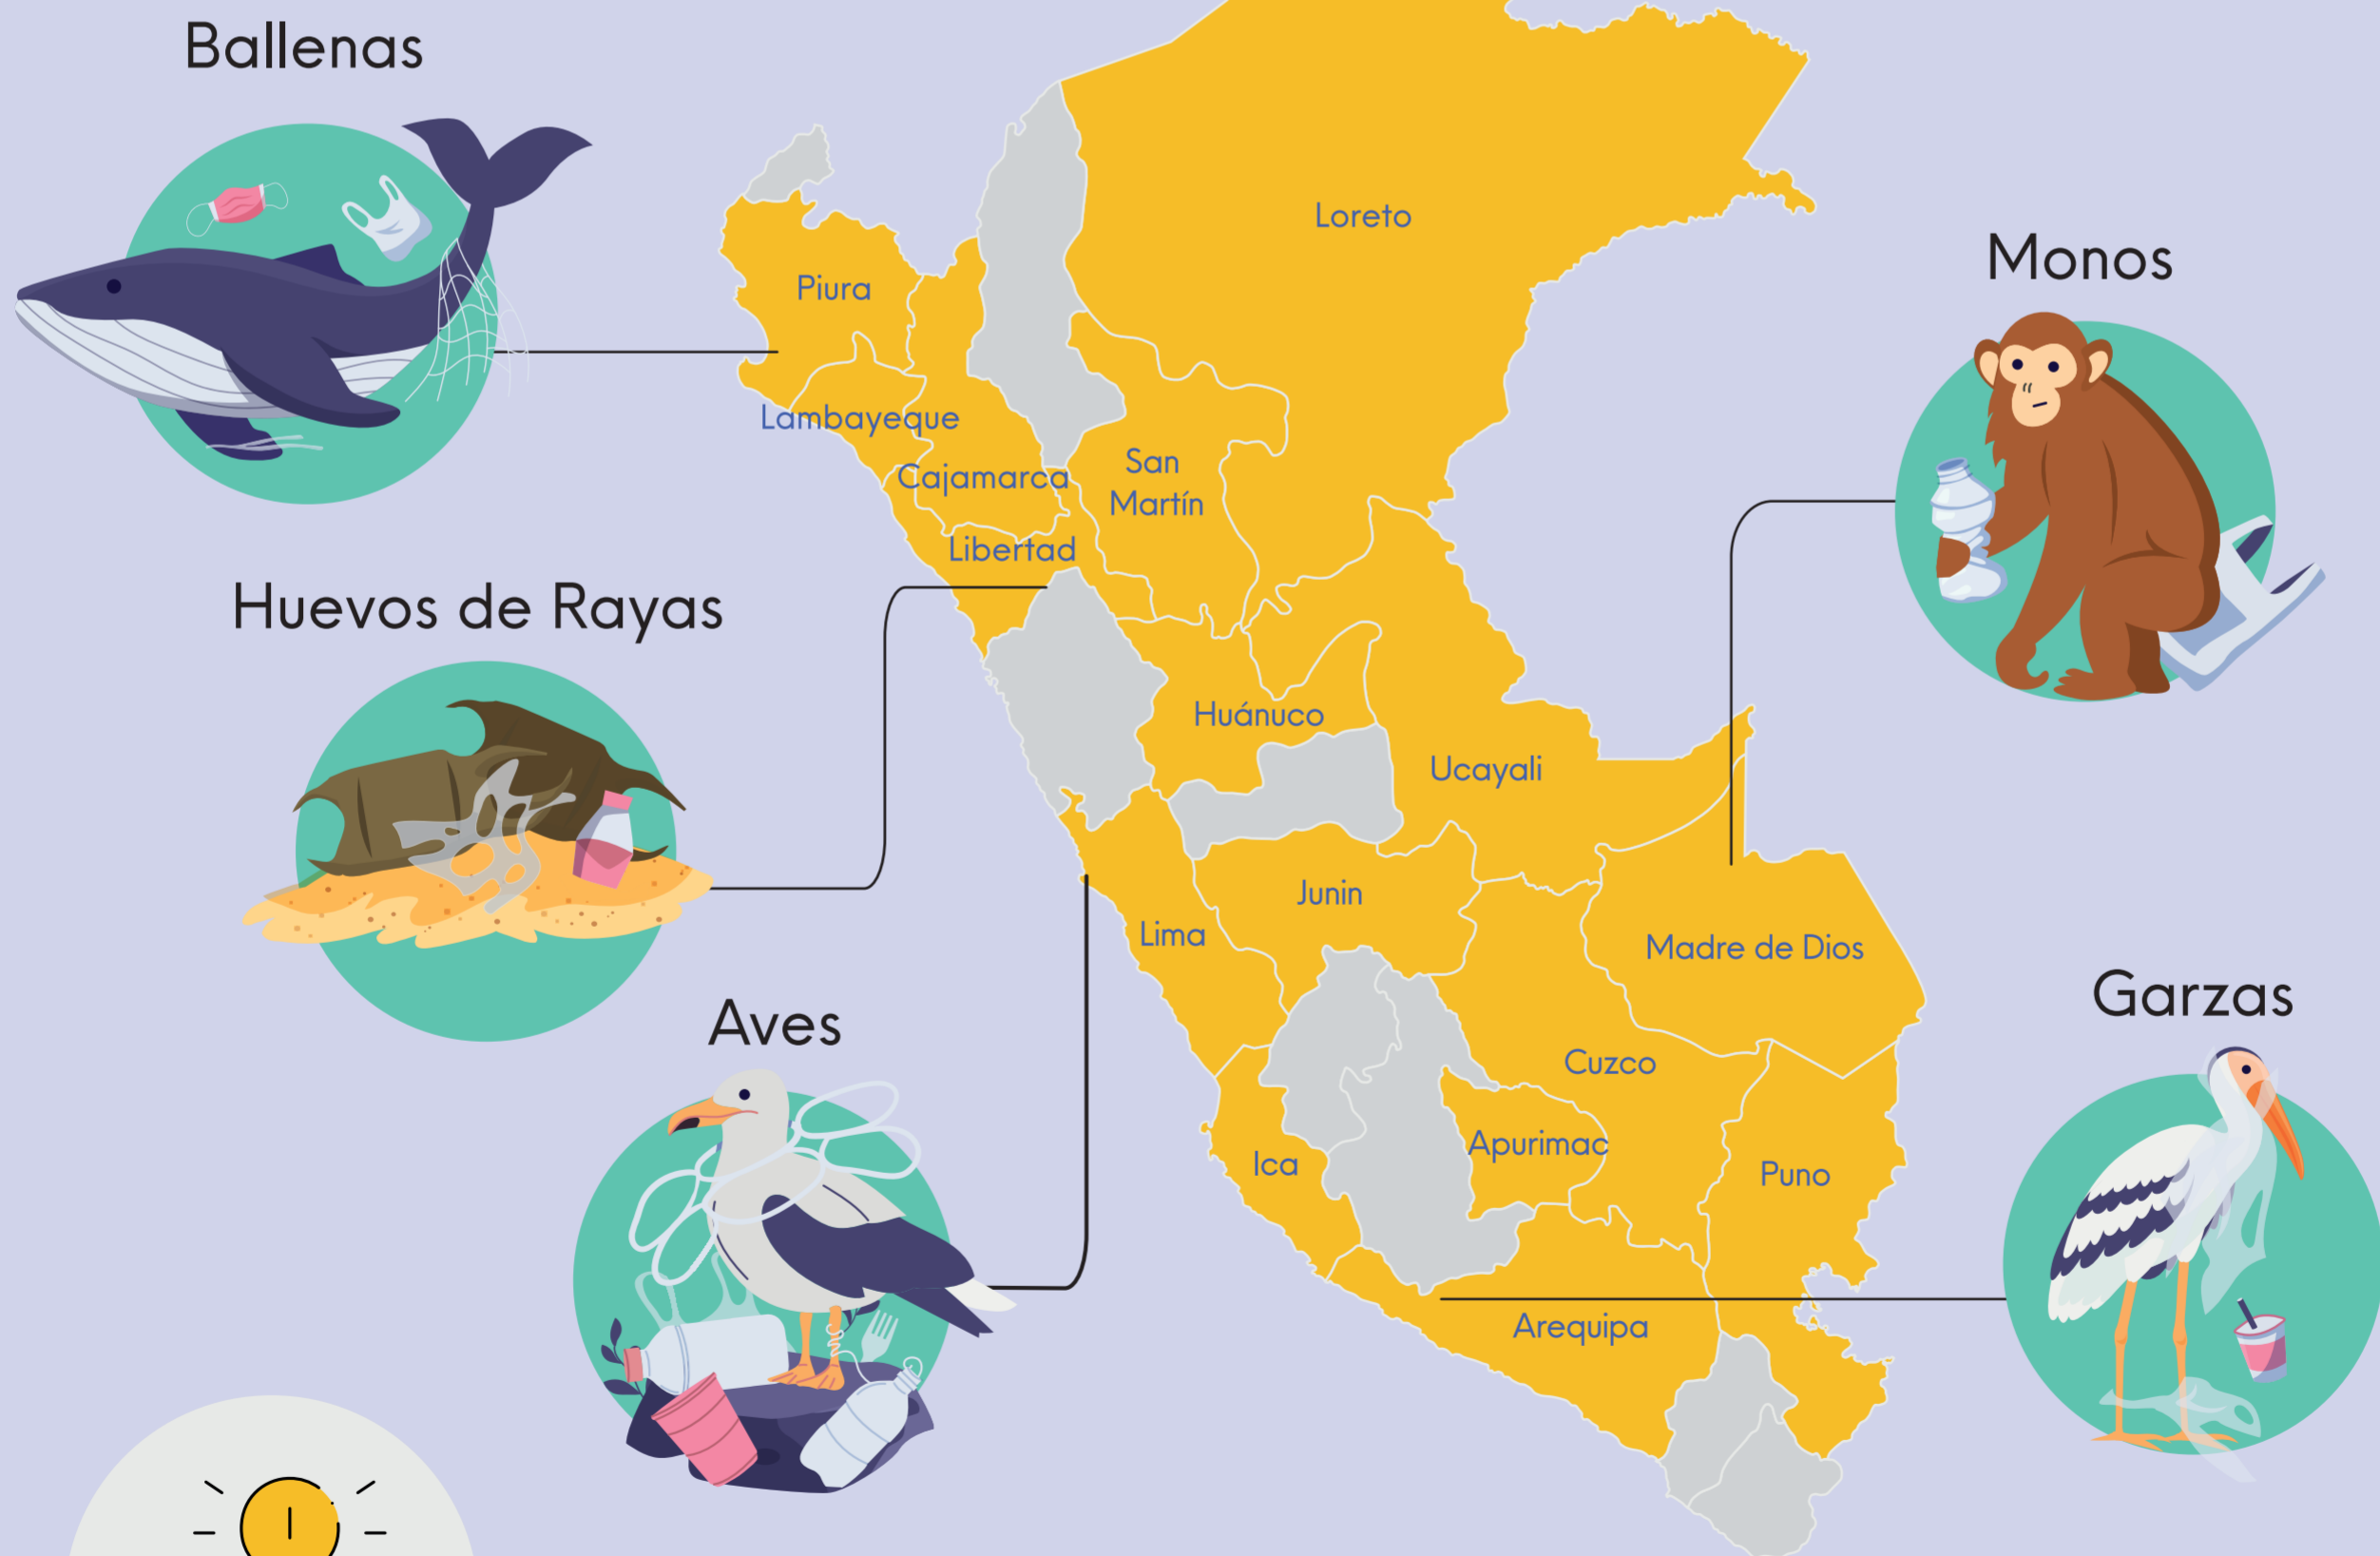 Ballenas
Loreto
Monos
Piura
Lambayeque
Cajamarca
San
Martín
Libertad
Huevos de Rayas
Huánuco
Ucayali
Junin
Lima
Madre de Dios
Garzas
Aves
Cuzco
Apurimac
Ica
Puno
Arequipa